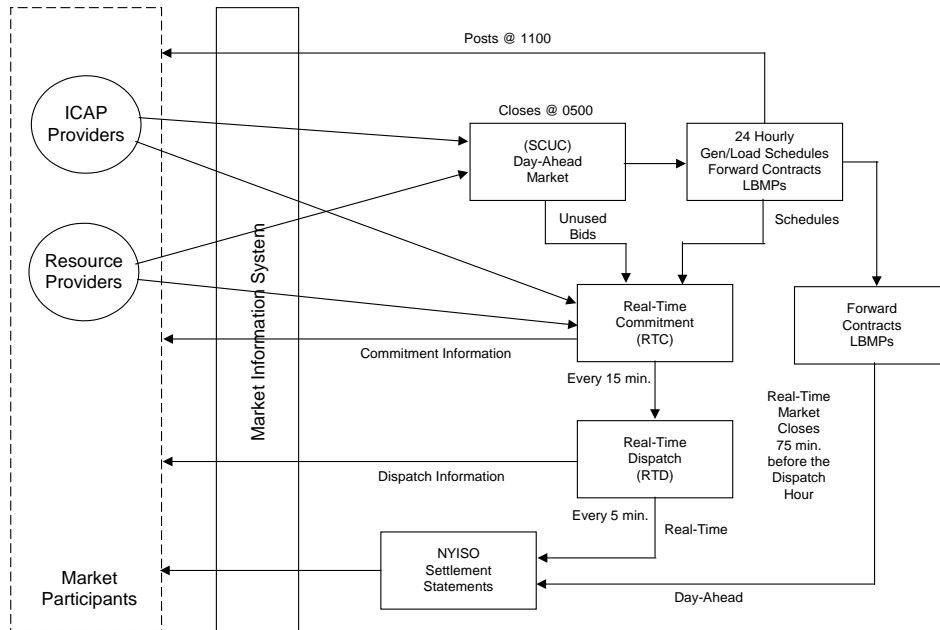 Posts @ 1100
ICAP
Providers
Closes @ 0500
(SCUC)
Day-Ahead
Market
24 Hourly
Gen/Load Schedules
Forward Contracts
LBMPs
Unused
Bids
Schedules
Resource
Providers
Market Information System
Real-Time
Commitment
(RTC)
Forward
Contracts
LBMPs
Commitment Information
Every 15 min.
Real-Time
Market
Closes
75 min.
before the
Dispatch
Hour
Real-Time
Dispatch
(RTD)
Dispatch Information
Every 5 min.
Real-Time
NYISO
Settlement
Statements
Market
Participants
Day-Ahead